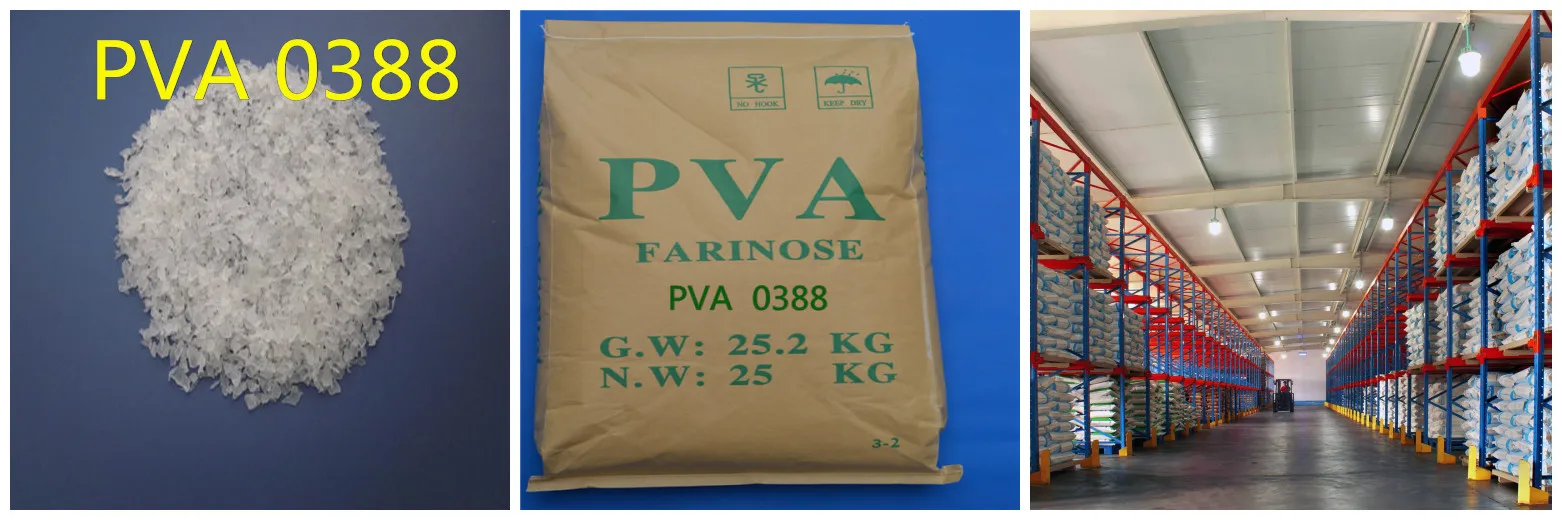 PVA 0388
NO HOOK
KEEP DRY
PVA
FARINOSE
PVA 0388
G.W: 25.2 KG
N.W: 25 KG
3-2